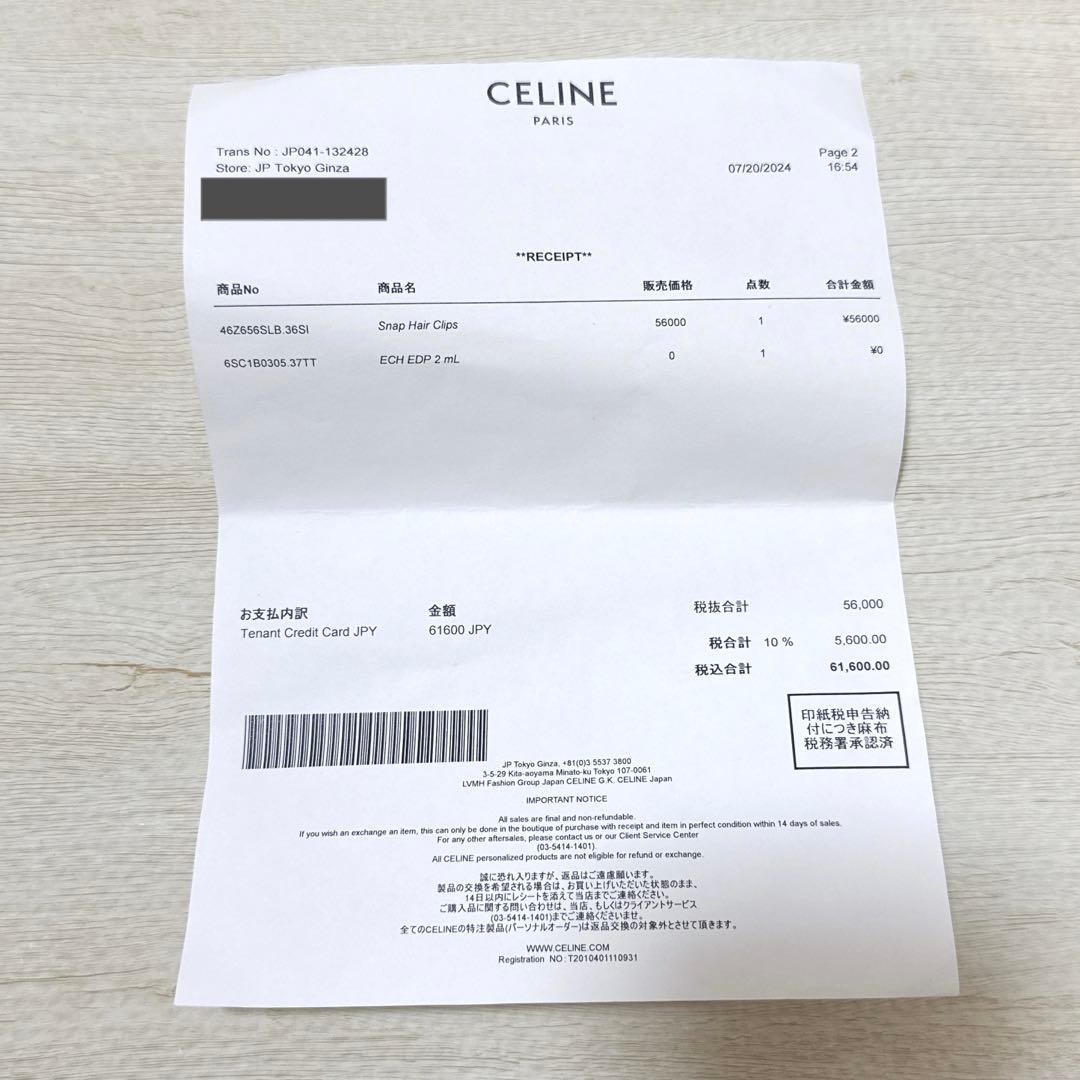 CELINE
PARIS
Trans No : JP041-132428
Store: JP Tokyo Ginza
Page 2
07/20/2024 16:54
**RECEIPT**
商品No 商品名 販売価格 点数 合計金額
46Z656SLB.36SI Snap Hair Clips 56000 1 ¥56000
6SC1B0305.37TT ECH EDP 2 mL 0 1 ¥0
お支払内訳 金額 税抜合計 56,000
Tenant Credit Card JPY 61600 JPY
税合計 10 % 5,600.00
税込合計 61,600.00
印紙税申告納
付につき麻布
税務署承認済
JP Tokyo Ginza, +81(0)3 5537 3800
3-5-29 Kita-aoyama Minato-ku Tokyo 107-0061
LVMH Fashion Group Japan CELINE G.K. CELINE Japan
IMPORTANT NOTICE
All sales are final and non-refundable.
If you wish an exchange an item, this can only be done in the boutique of purchase with receipt and item in perfect condition within 14 days of sales.
For any other aftersales, please contact us or our Client Service Center
(03-5414-1401).
All CELINE personalized products are not eligible for refund or exchange.
誠に恐れ入りますが、返品はご遠慮願います。
製品の交換を希望される場合は、お買い上げいただいた状態のまま、
14日以内にレシートを添えて当店までご連絡ください。
ご購入品に関する問い合わせは、当店、もしくはクライアントサービス
(03-5414-1401)までご連絡くださいませ。
全てのCELINEの特注製品(パーソナルオーダー)は返品交換の対象外とさせて頂きます。
WWW.CELINE.COM
Registration NO : T2010401110931